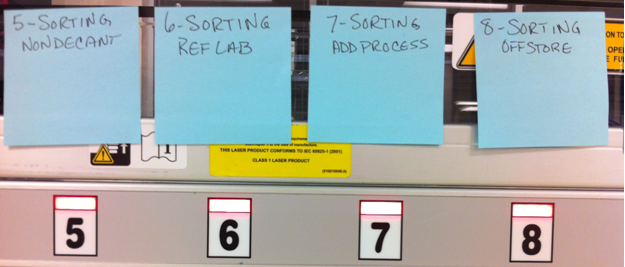 5-SORTING
NONDECANT
6-SORTING
REF LAB
7-SORTING
ADD PROCESS
8-SORTING
OFFSTORE
THIS LASER PRODUCT CONFORMS TO IEC 60825-1 (2001)
CLASS 1 LASER PRODUCT
5
6
7
8